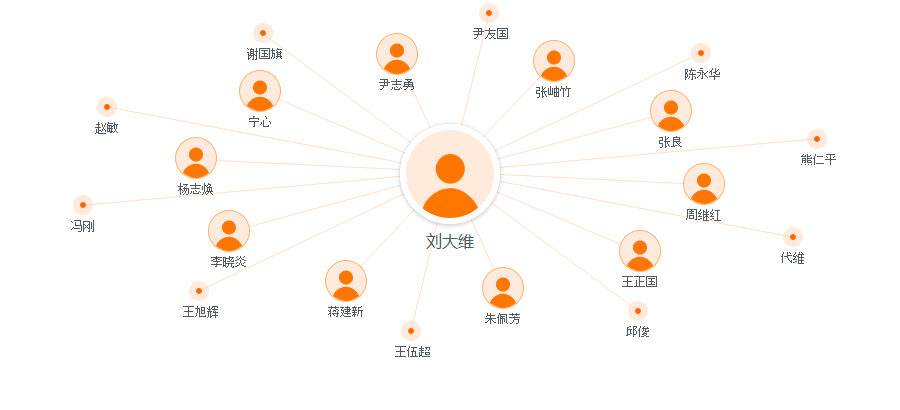 尹友国
谢国旗
陈永华
尹志勇
张岫竹
宁心
赵敏
张良
熊仁平
杨志焕
周继红
冯刚
刘大维
代维
李晓炎
王正国
王旭辉
蒋建新
朱佩芳
邱俊
王伍超